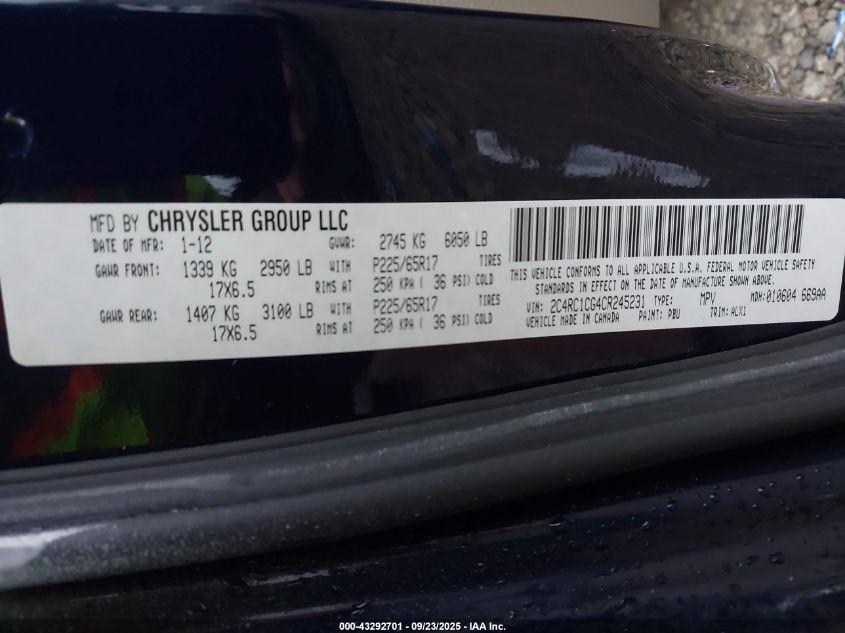 MFD BY CHRYSLER GROUP LLC
DATE OF MFR: 1-12 GVWR: 2745 KG 6050 LB
GAWR FRONT: 1339 KG 2950 LB WITH P225/65R17 TIRES
17X6.5 RIMS AT 250 KPA ( 36 PSI) COLD
GAWR REAR: 1407 KG 3100 LB WITH P225/65R17 TIRES
17X6.5 RIMS AT 250 KPA ( 36 PSI) COLD
THIS VEHICLE CONFORMS TO ALL APPLICABLE U.S.A. FEDERAL MOTOR VEHICLE SAFETY
STANDARDS IN EFFECT ON THE DATE OF MANUFACTURE SHOWN ABOVE.
VIN: 2C4RC1CG4CR245231 TYPE: MPV MDH: 010604 669AA
VEHICLE MADE IN CANADA PAINT: PBU TRIM: ALX1
000-43292701 - 09/23/2025 - IAA Inc.